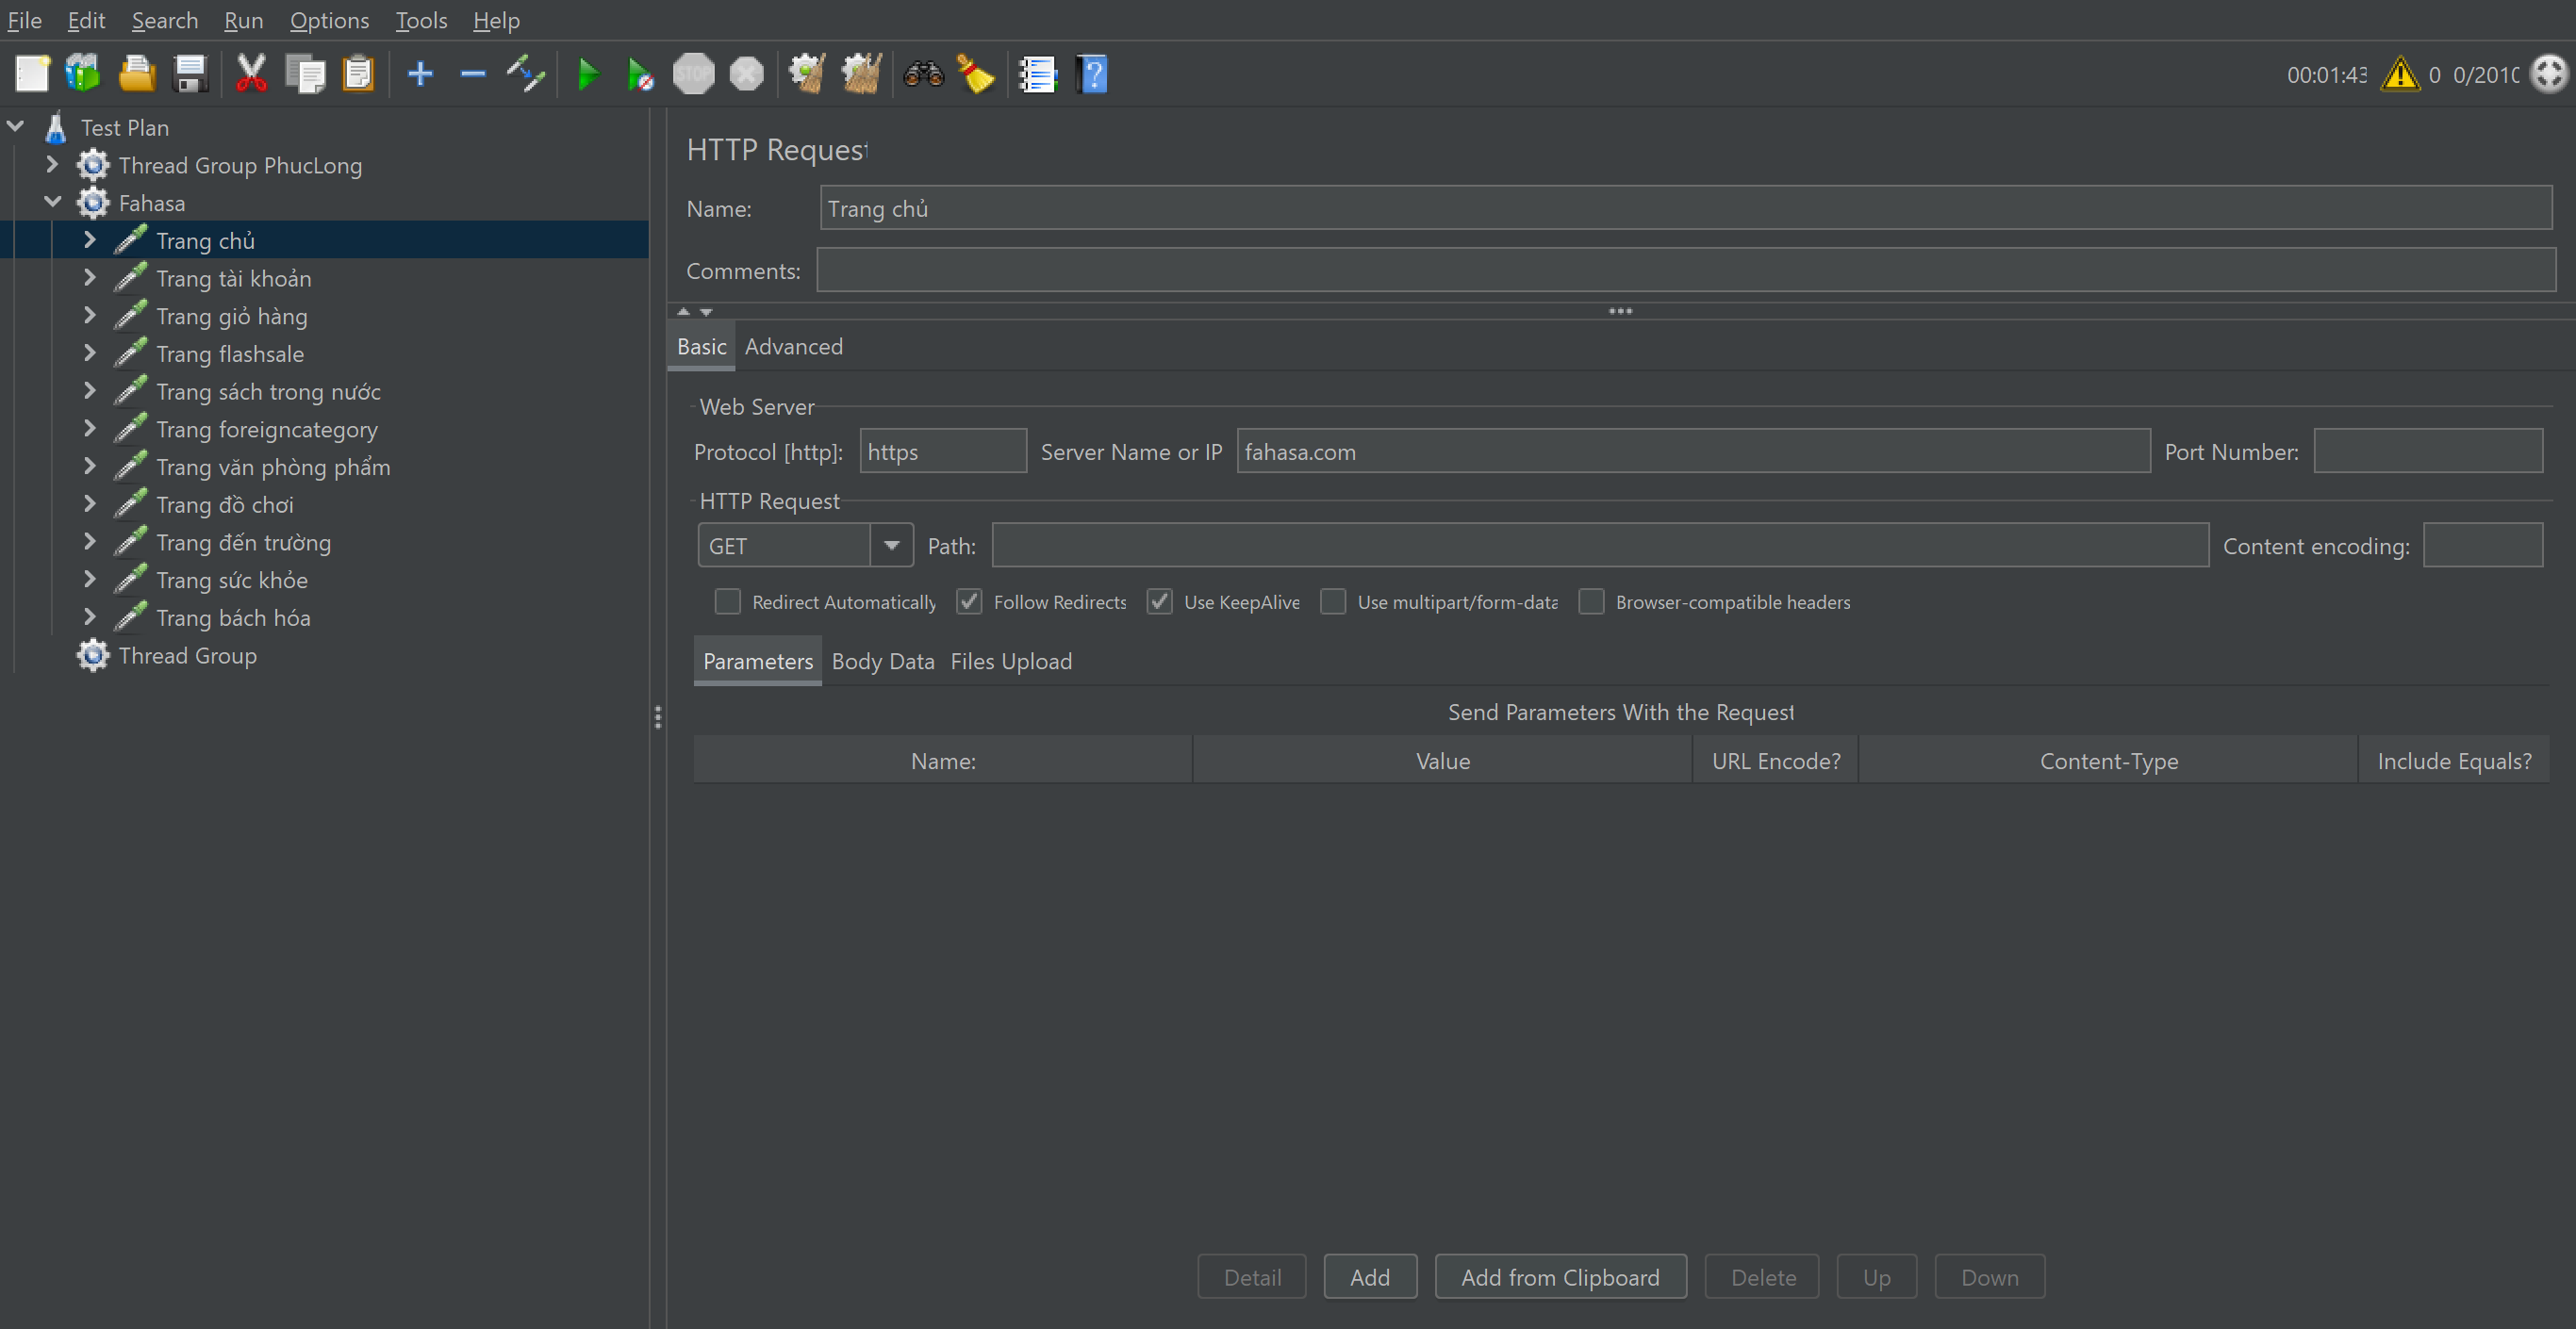 File Edit Search Run Options Tools Help
STOP
00:01:43 0 0/2010
Test Plan
Thread Group PhucLong
Fahasa
Trang chủ
Trang tài khoản
Trang giỏ hàng
Trang flashsale
Trang sách trong nước
Trang foreigncategory
Trang văn phòng phẩm
Trang đồ chơi
Trang đến trường
Trang sức khỏe
Trang bách hóa
Thread Group
HTTP Request
Name: Trang chủ
Comments:
Basic Advanced
Web Server
Protocol [http]: https Server Name or IP fahasa.com Port Number:
HTTP Request
GET Path: Content encoding:
Redirect Automatically Follow Redirects Use KeepAlive Use multipart/form-data Browser-compatible headers
Parameters Body Data Files Upload
Send Parameters With the Request
Name: Value URL Encode? Content-Type Include Equals?
Detail Add Add from Clipboard Delete Up Down